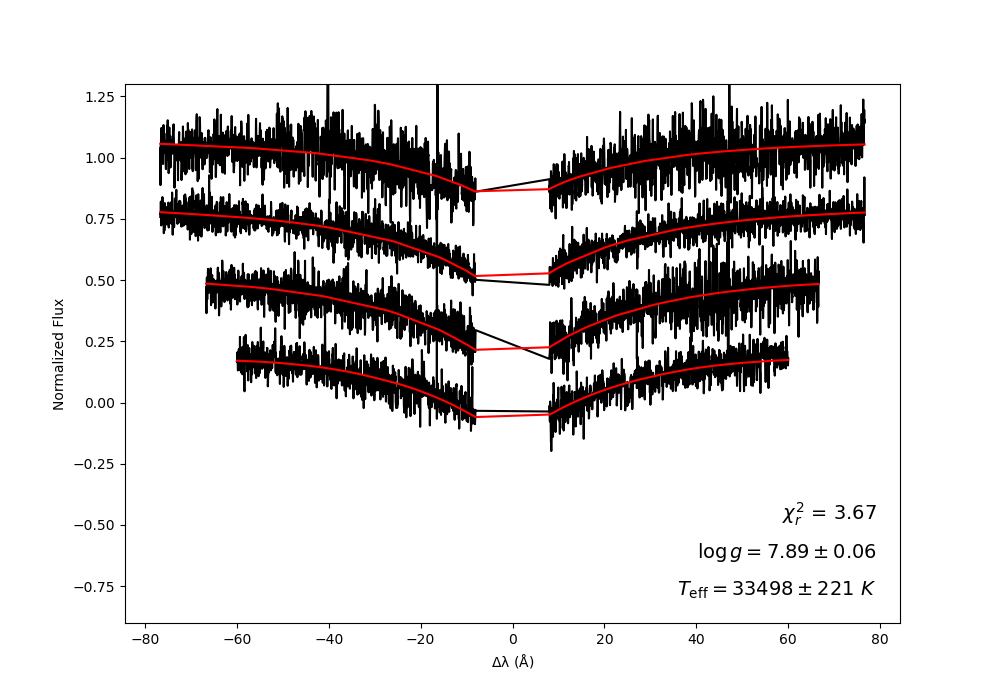 1.25
1.00
0.75
0.50
0.25
0.00
−0.25
−0.50
−0.75
Normalized Flux
χ²ᵣ = 3.67
log g = 7.89 ± 0.06
T_eff = 33498 ± 221 K
−80 −60 −40 −20 0 20 40 60 80
Δλ (Å)